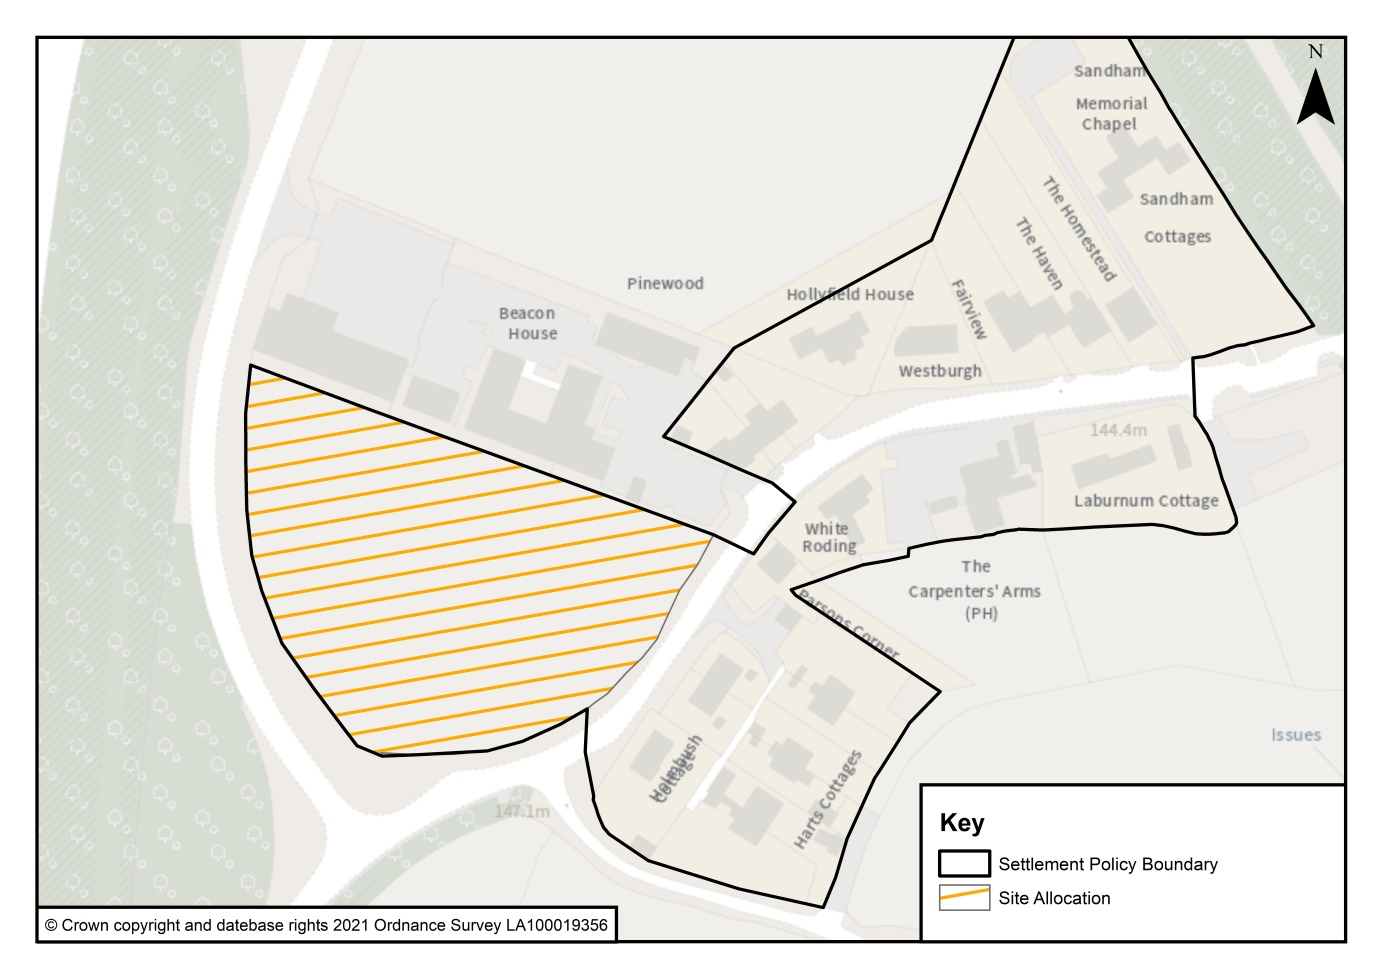 N
Sandham
Memorial
Chapel
Sandham
Cottages
The Homestead
The Haven
Fairview
Pinewood
Hollyfield House
Beacon
House
Westburgh
144.4m
Laburnum Cottage
White
Roding
The
Carpenters' Arms
(PH)
Parsons Corner
Holmbush
Cottage
Harts Cottages
Issues
147.1m
Key
Settlement Policy Boundary
Site Allocation
© Crown copyright and datebase rights 2021 Ordnance Survey LA100019356